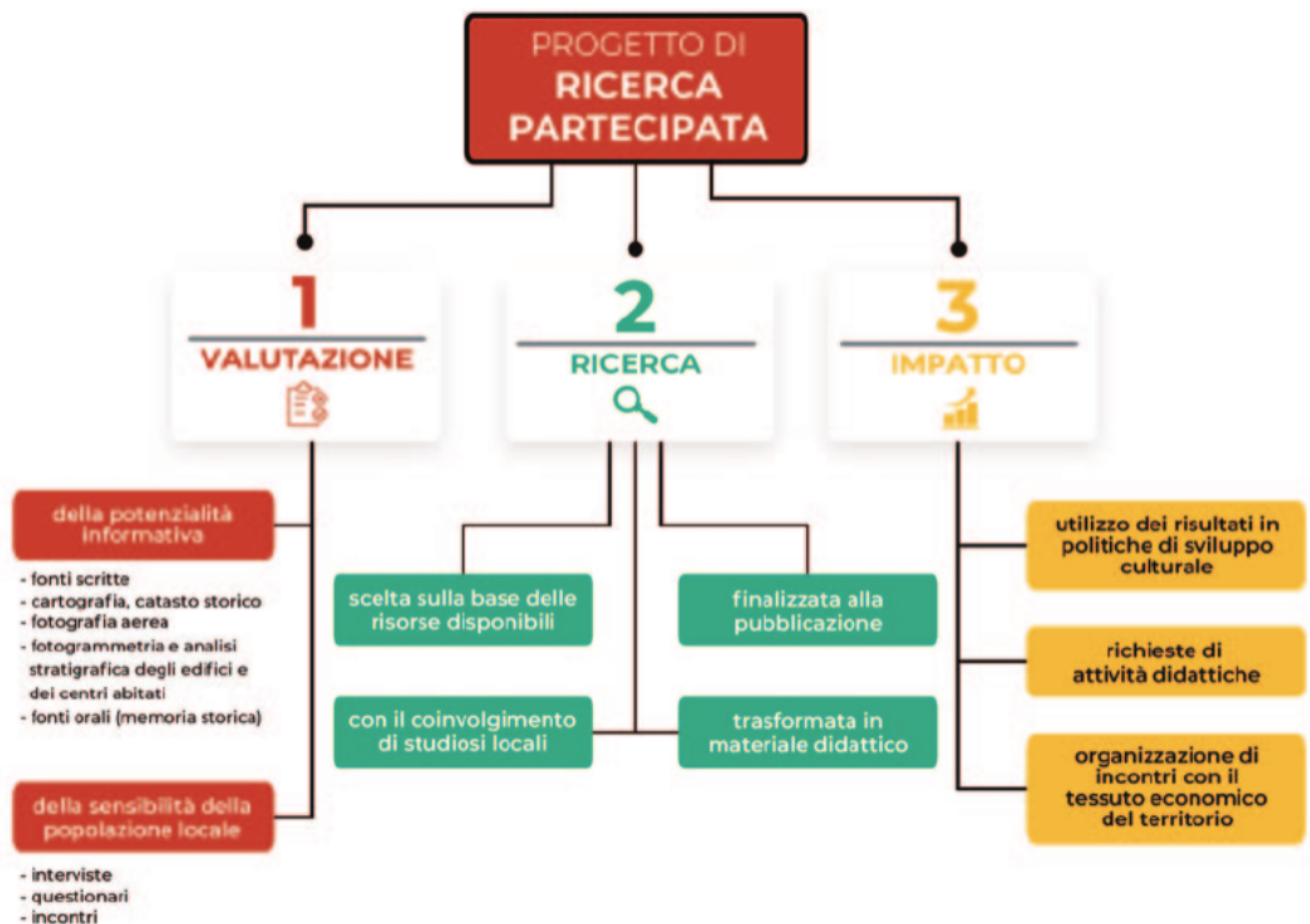 PROGETTO DI
RICERCA
PARTECIPATA
1
VALUTAZIONE
della potenzialità
informativa
- fonti scritte
- cartografia, catasto storico
- fotografia aerea
- fotogrammetria e analisi
stratigrafica degli edifici e
dei centri abitati
- fonti orali (memoria storica)
della sensibilità della
popolazione locale
- interviste
- questionari
- incontri
2
RICERCA
scelta sulla base delle
risorse disponibili
finalizzata alla
pubblicazione
con il coinvolgimento
di studiosi locali
trasformata in
materiale didattico
3
IMPATTO
utilizzo dei risultati in
politiche di sviluppo
culturale
richieste di
attività didattiche
organizzazione di
incontri con il
tessuto economico
del territorio